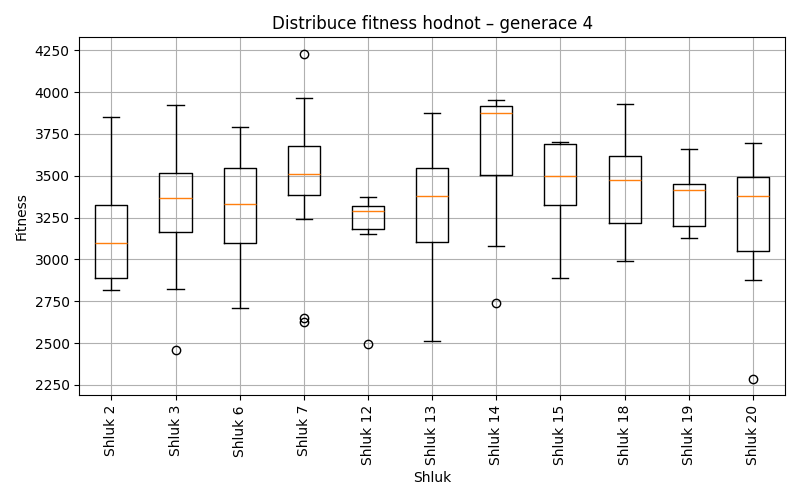 Distribuce fitness hodnot – generace 4
Fitness
4250
4000
3750
3500
3250
3000
2750
2500
2250
Shluk 2
Shluk 3
Shluk 6
Shluk 7
Shluk 12
Shluk 13
Shluk 14
Shluk 15
Shluk 18
Shluk 19
Shluk 20
Shluk